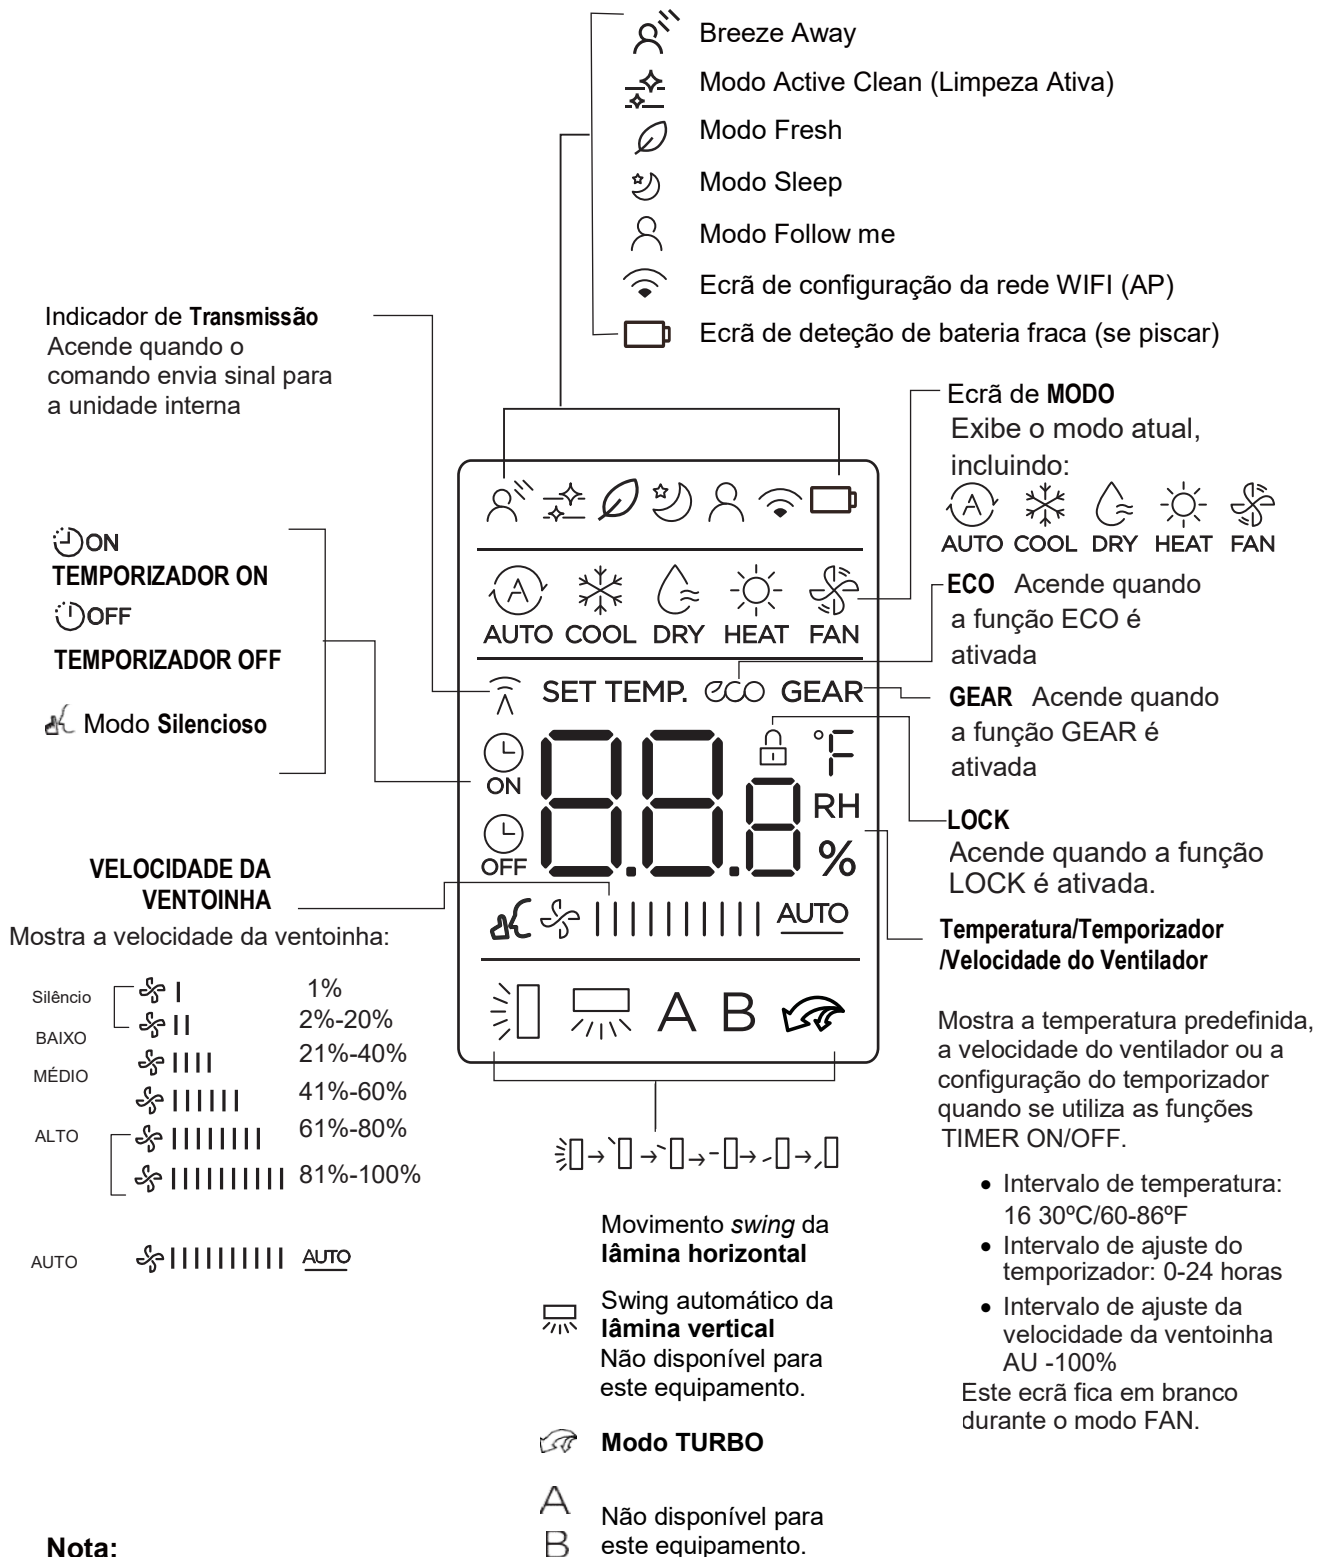 Breeze Away
Modo Active Clean (Limpeza Ativa)
Modo Fresh
Modo Sleep
Modo Follow me
Ecrã de configuração da rede WIFI (AP)
Ecrã de deteção de bateria fraca (se piscar)
Indicador de Transmissão
Acende quando o
comando envia sinal para
a unidade interna
ON
TEMPORIZADOR ON
OFF
TEMPORIZADOR OFF
Modo Silencioso
VELOCIDADE DA
VENTOINHA
Mostra a velocidade da ventoinha:
Silêncio
1%
2%-20%
BAIXO
21%-40%
MÉDIO
41%-60%
ALTO
61%-80%
81%-100%
AUTO
AUTO
A
AUTO COOL DRY HEAT FAN
SET TEMP. eco GEAR
ON
OFF
88.8
°F
RH
%
AUTO
A B
Ecrã de MODO
Exibe o modo atual,
incluindo:
A
AUTO COOL DRY HEAT FAN
ECO Acende quando
a função ECO é
ativada
GEAR Acende quando
a função GEAR é
ativada
LOCK
Acende quando a função
LOCK é ativada.
Temperatura/Temporizador
/Velocidade do Ventilador
Mostra a temperatura predefinida,
a velocidade do ventilador ou a
configuração do temporizador
quando se utiliza as funções
TIMER ON/OFF.
• Intervalo de temperatura:
16 30ºC/60-86ºF
• Intervalo de ajuste do
temporizador: 0-24 horas
• Intervalo de ajuste da
velocidade da ventoinha
AU -100%
Este ecrã fica em branco
durante o modo FAN.
Movimento swing da
lâmina horizontal
Swing automático da
lâmina vertical
Não disponível para
este equipamento.
Modo TURBO
A
B
Não disponível para
este equipamento.
Nota: